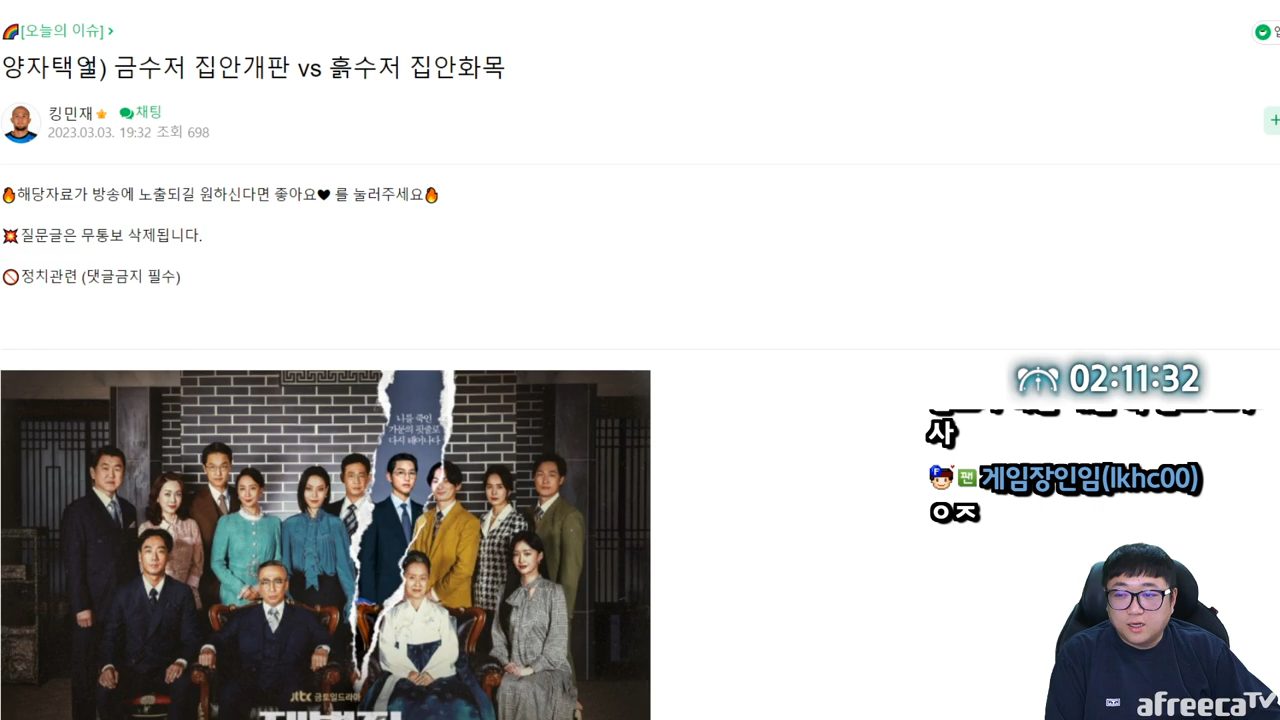 [오늘의 이슈] >
양자택일) 금수저 집안개판 vs 흙수저 집안화목
킹민재 채팅
2023.03.03. 19:32 조회 698
해당자료가 방송에 노출되길 원하신다면 좋아요🖤 를 눌러주세요
질문글은 무통보 삭제됩니다.
정치관련 (댓글금지 필수)
나를 죽인
가문의 핏줄로
다시 태어나다
jtbc 금토일드라마
02:11:32
사
F 팬 게임장인임(lkhc00)
ㅇㅈ
afreecaTV